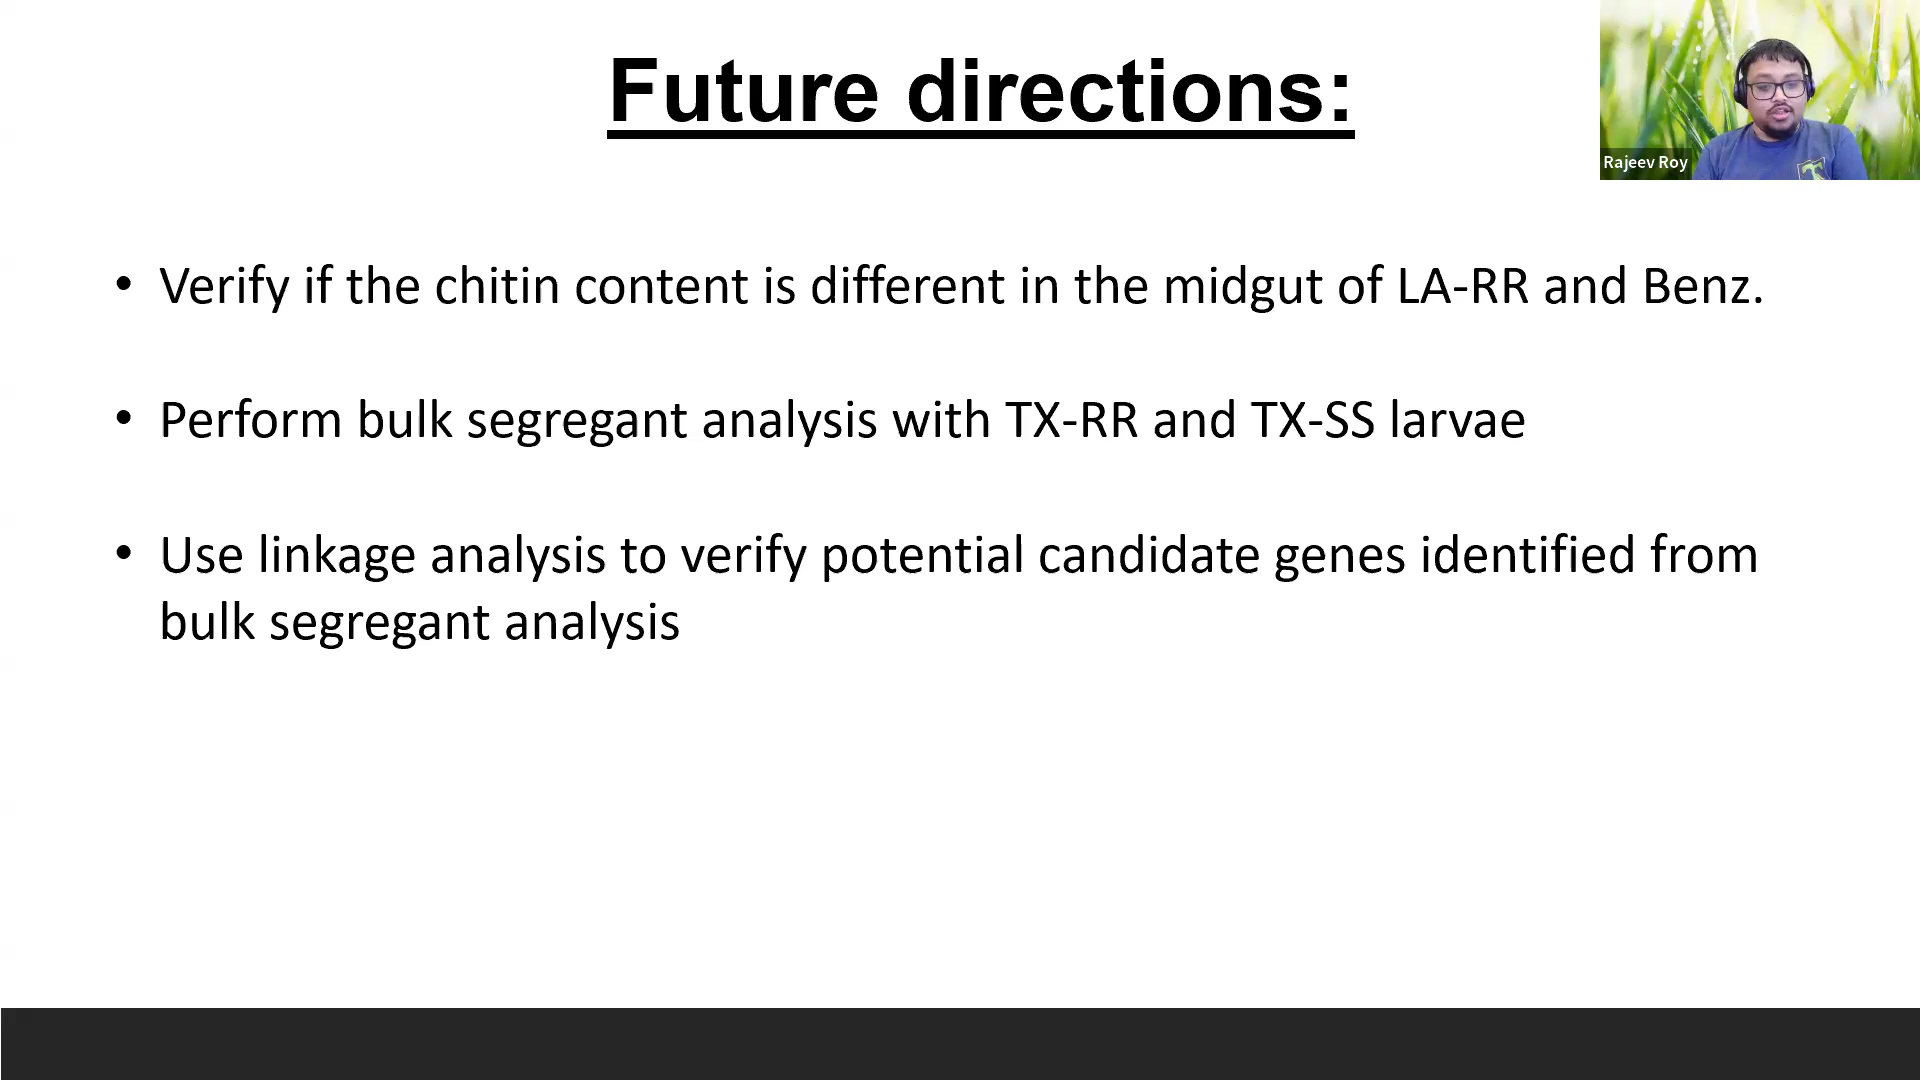 Future directions:
Rajeev Roy
• Verify if the chitin content is different in the midgut of LA-RR and Benz.
• Perform bulk segregant analysis with TX-RR and TX-SS larvae
• Use linkage analysis to verify potential candidate genes identified from
bulk segregant analysis